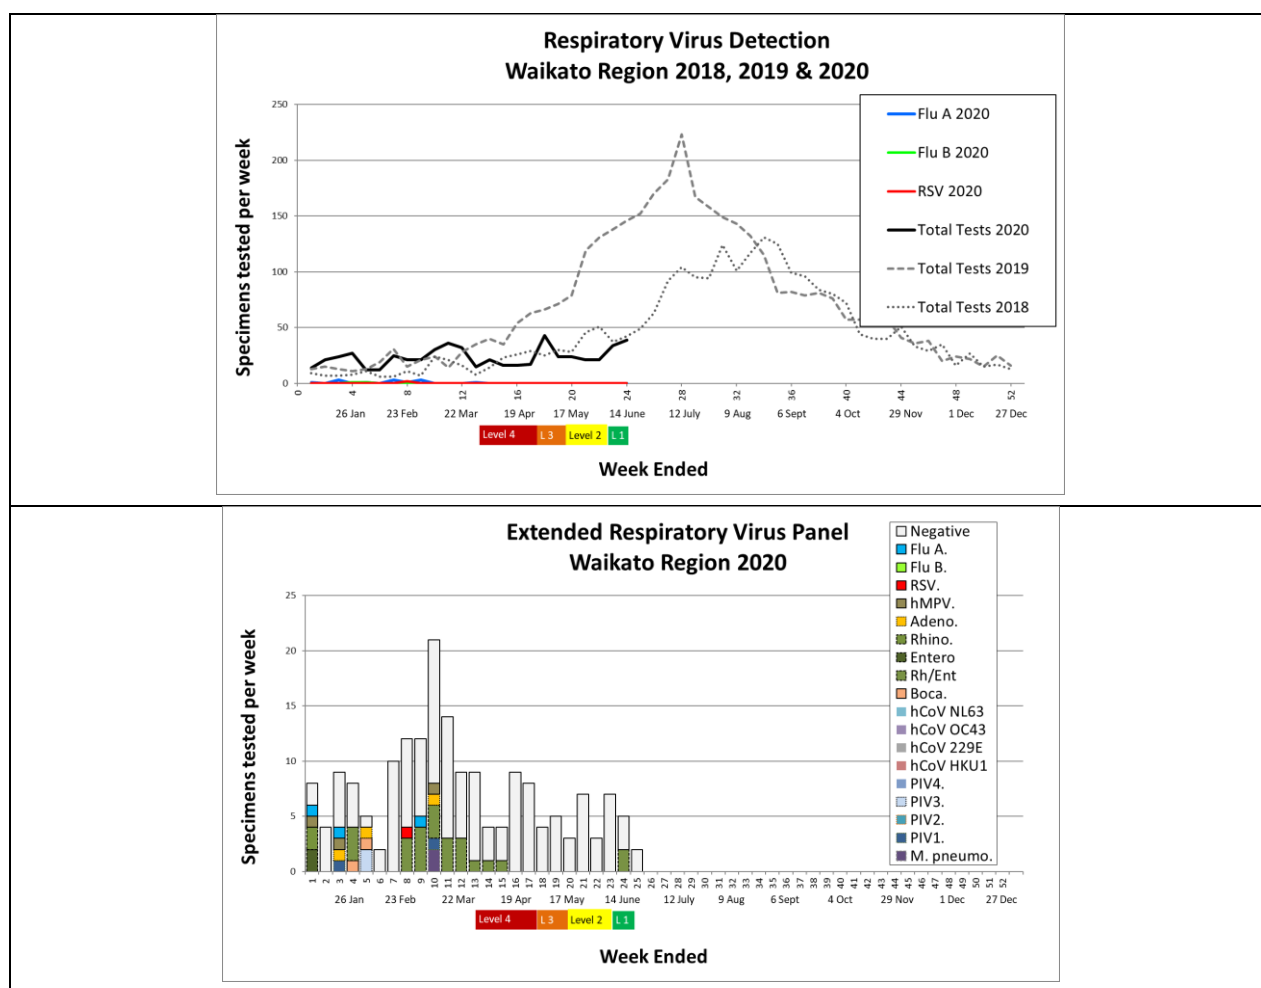 Respiratory Virus Detection
Waikato Region 2018, 2019 & 2020
Specimens tested per week
250
200
150
100
50
0
Flu A 2020
Flu B 2020
RSV 2020
Total Tests 2020
Total Tests 2019
Total Tests 2018
0 4 8 12 16 20 24 28 32 36 40 44 48 52
26 Jan 23 Feb 22 Mar 19 Apr 17 May 14 June 12 July 9 Aug 6 Sept 4 Oct 29 Nov 1 Dec 27 Dec
Level 4 L 3 Level 2 L 1
Week Ended
Extended Respiratory Virus Panel
Waikato Region 2020
Specimens tested per week
25
20
15
10
5
0
Negative
Flu A.
Flu B.
RSV.
hMPV.
Adeno.
Rhino.
Entero
Rh/Ent
Boca.
hCoV NL63
hCoV OC43
hCoV 229E
hCoV HKU1
PIV4.
PIV3.
PIV2.
PIV1.
M. pneumo.
1 2 3 4 5 6 7 8 9 10 11 12 13 14 15 16 17 18 19 20 21 22 23 24 25 26 27 28 29 30 31 32 33 34 35 36 37 38 39 40 41 42 43 44 45 46 47 48 49 50 51 52
26 Jan 23 Feb 22 Mar 19 Apr 17 May 14 June 12 July 9 Aug 6 Sept 4 Oct 29 Nov 1 Dec 27 Dec
Level 4 L 3 Level 2 L 1
Week Ended